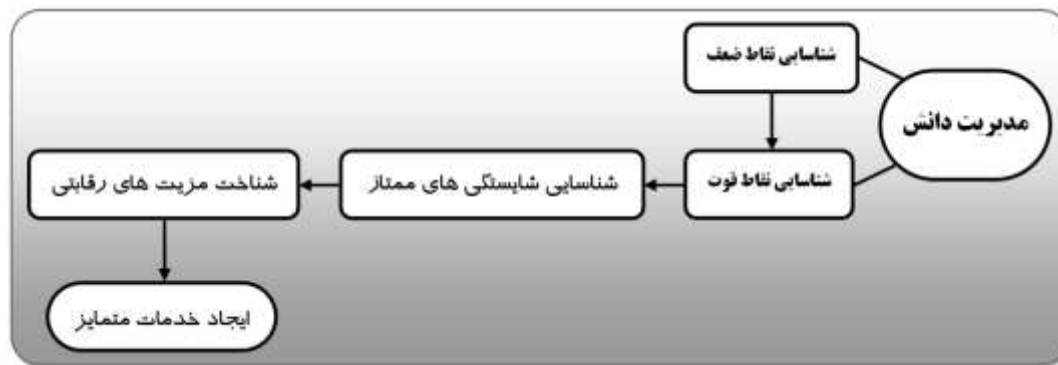 شناسایی نقاط ضعف
مدیریت دانش
شناسایی نقاط قوت
شناسایی شایستگی های ممتاز
شناخت مزیت های رقابتی
ایجاد خدمات متمایز